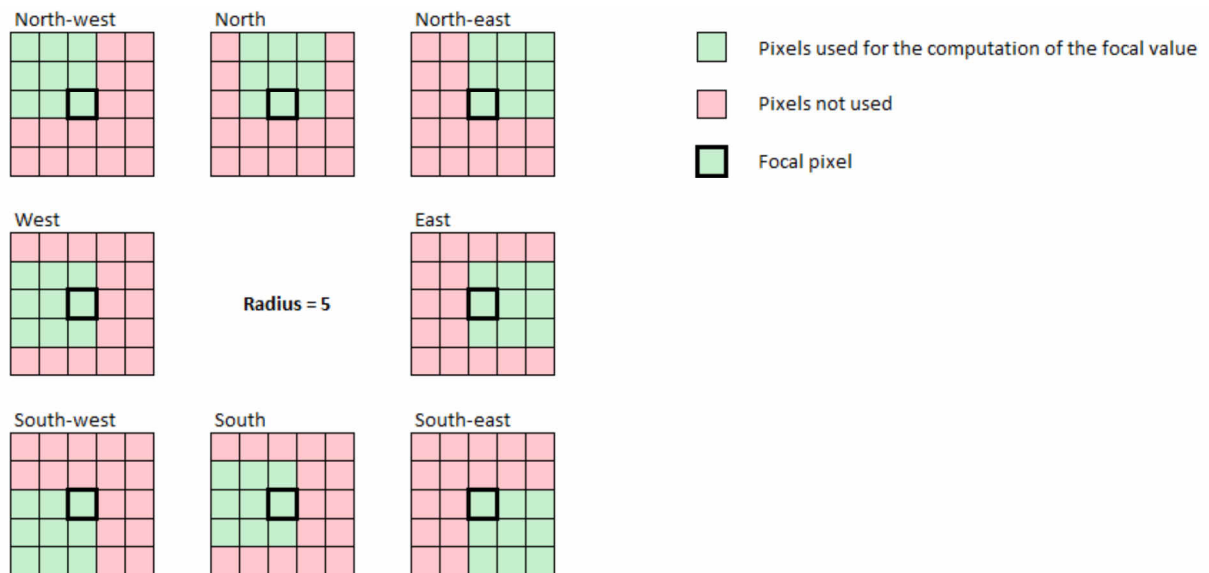 North-west North North-east
Pixels used for the computation of the focal value
Pixels not used
Focal pixel
West East
Radius = 5
South-west South South-east